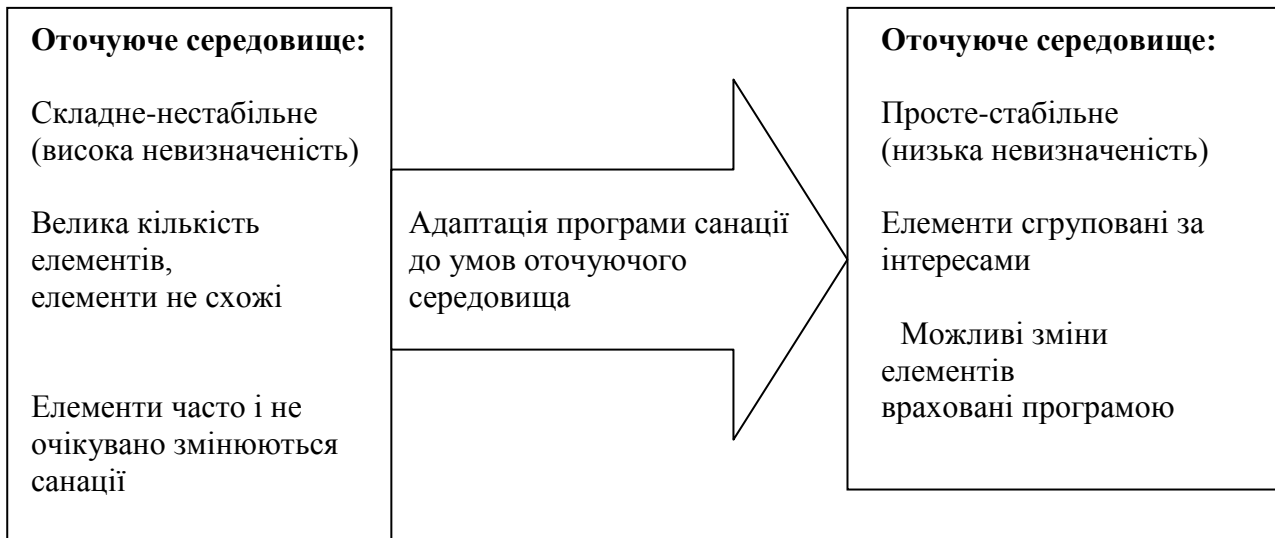 Оточуюче середовище:
Складне-нестабільне
(висока невизначеність)
Велика кількість
елементів,
елементи не схожі
Елементи часто і не
очікувано змінюються
санації
Адаптація програми санації
до умов оточуючого
середовища
Оточуюче середовище:
Просте-стабільне
(низька невизначеність)
Елементи сгруповані за
інтересами
Можливі зміни
елементів
враховані програмою